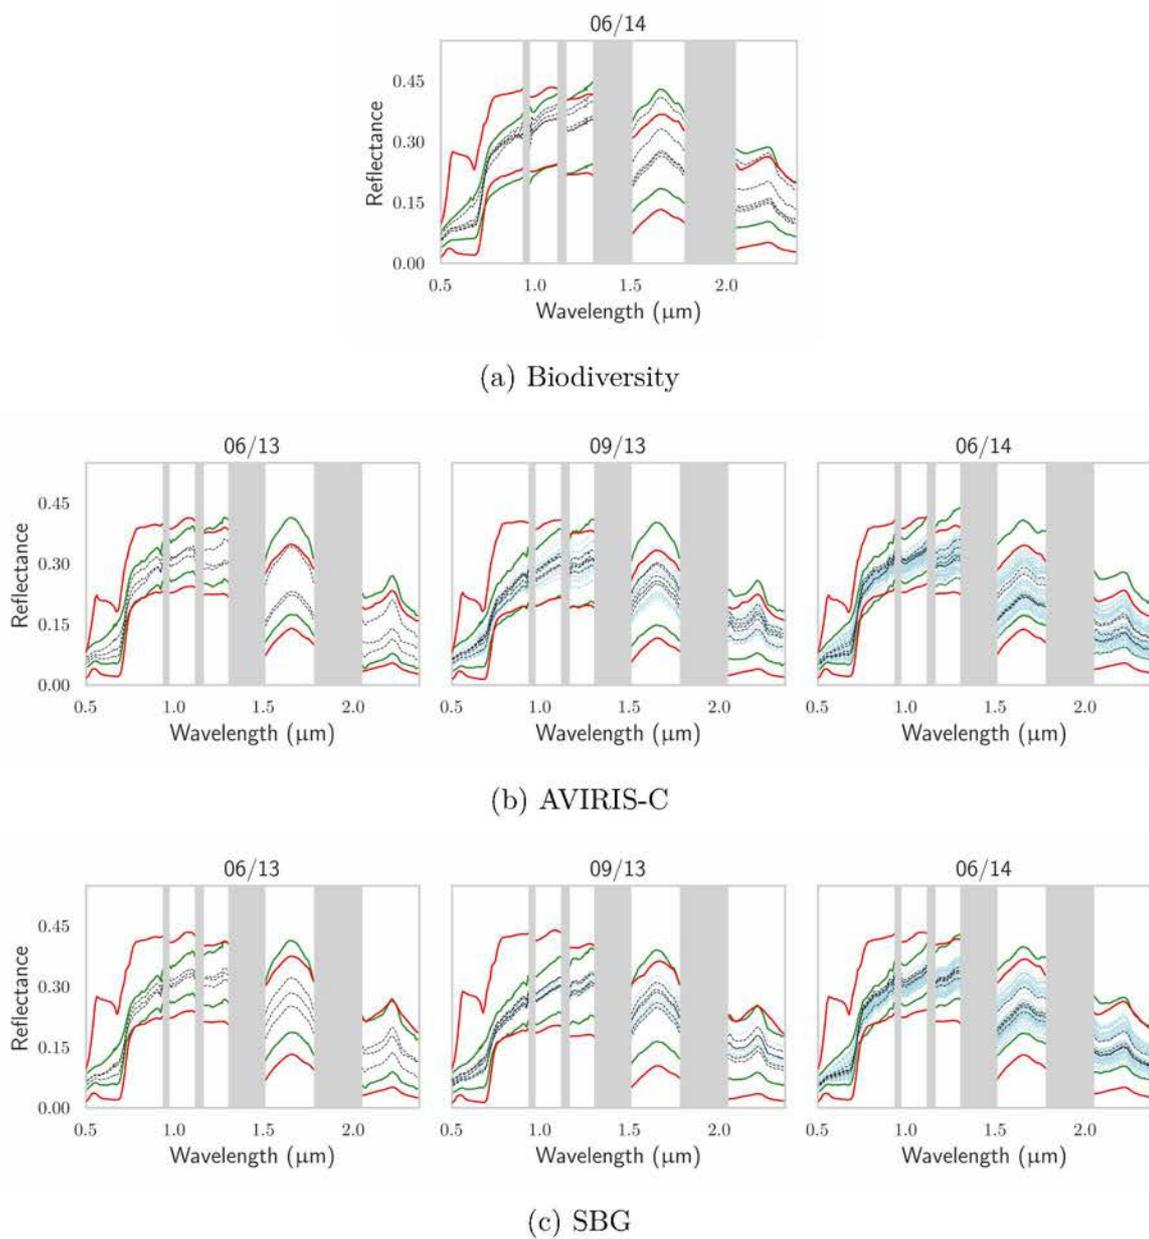 06/14
Reflectance
0.45
0.30
0.15
0.00
0.5 1.0 1.5 2.0
Wavelength (μm)
(a) Biodiversity
06/13 09/13 06/14
Reflectance
0.45
0.30
0.15
0.00
0.5 1.0 1.5 2.0 0.5 1.0 1.5 2.0 0.5 1.0 1.5 2.0
Wavelength (μm) Wavelength (μm) Wavelength (μm)
(b) AVIRIS-C
06/13 09/13 06/14
Reflectance
0.45
0.30
0.15
0.00
0.5 1.0 1.5 2.0 0.5 1.0 1.5 2.0 0.5 1.0 1.5 2.0
Wavelength (μm) Wavelength (μm) Wavelength (μm)
(c) SBG